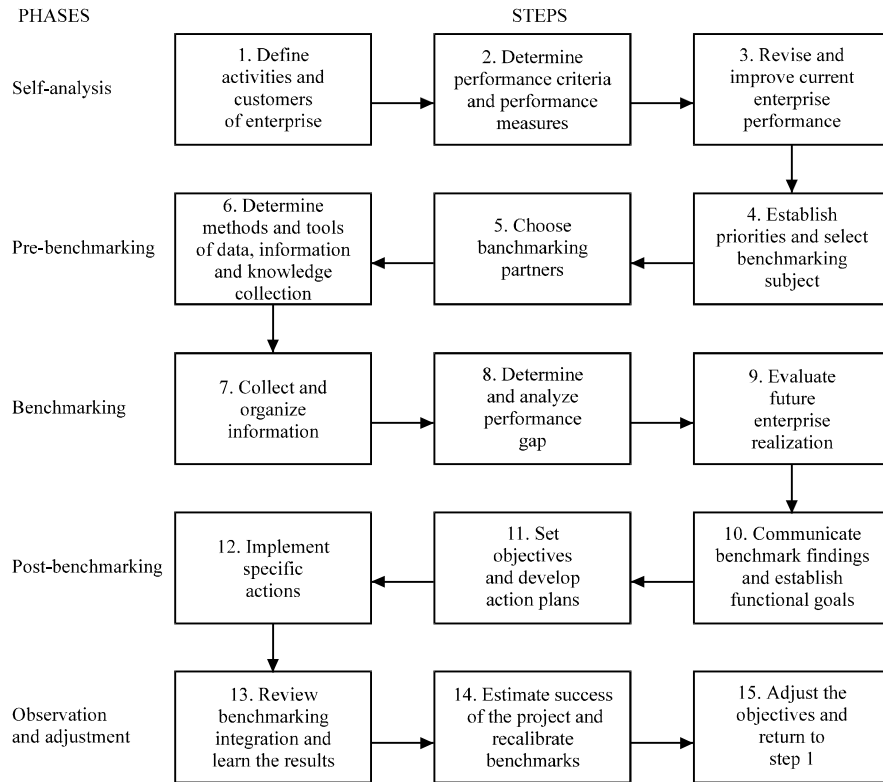 PHASES
STEPS
Self-analysis
1. Define
activities and
customers
of enterprise
2. Determine
performance criteria
and performance
measures
3. Revise and
improve current
enterprise
performance
Pre-benchmarking
6. Determine
methods and tools
of data, information
and knowledge
collection
5. Choose
banchmarking
partners
4. Establish
priorities and select
benchmarking
subject
Benchmarking
7. Collect and
organize
information
8. Determine
and analyze
performance
gap
9. Evaluate
future
enterprise
realization
Post-benchmarking
12. Implement
specific
actions
11. Set
objectives
and develop
action plans
10. Communicate
benchmark findings
and establish
functional goals
Observation
and adjustment
13. Review
benchmarking
integration and
learn the results
14. Estimate success
of the project and
recalibrate
benchmarks
15. Adjust the
objectives and
return to
step 1